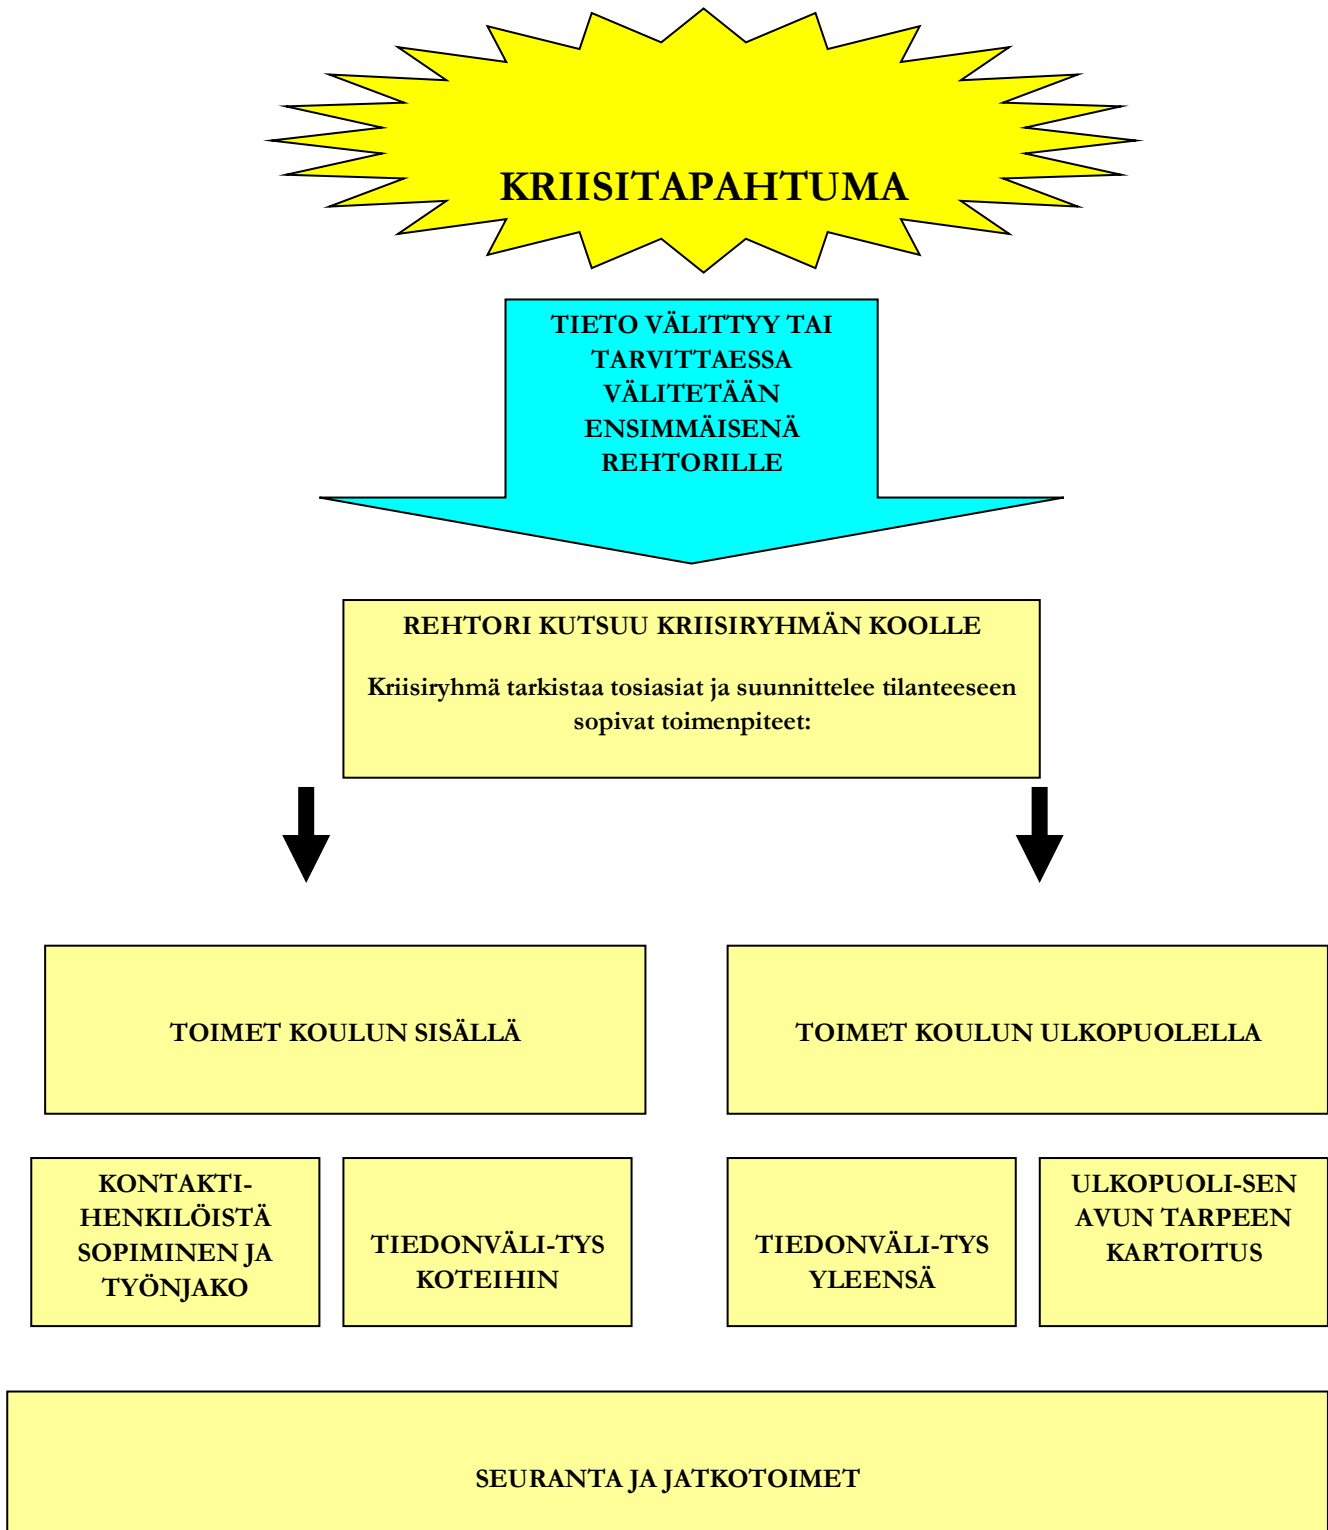 KRIISITAPAHTUMA
TIETO VÄLITTYY TAI
TARVITTAESSA
VÄLITETÄÄN
ENSIMMÄISENÄ
REHTORILLE
REHTORI KUTSUU KRIISIRYHMÄN KOOLLE
Kriisiryhmä tarkistaa tosiasiat ja suunnittelee tilanteeseen
sopivat toimenpiteet:
TOIMET KOULUN SISÄLLÄ
TOIMET KOULUN ULKOPUOLELLA
KONTAKTI-
HENKILÖISTÄ
SOPIMINEN JA
TYÖNJAKO
TIEDONVÄLI-TYS
KOTEIHIN
TIEDONVÄLI-TYS
YLEENSÄ
ULKOPUOLI-SEN
AVUN TARPEEN
KARTOITUS
SEURANTA JA JATKOTOIMET